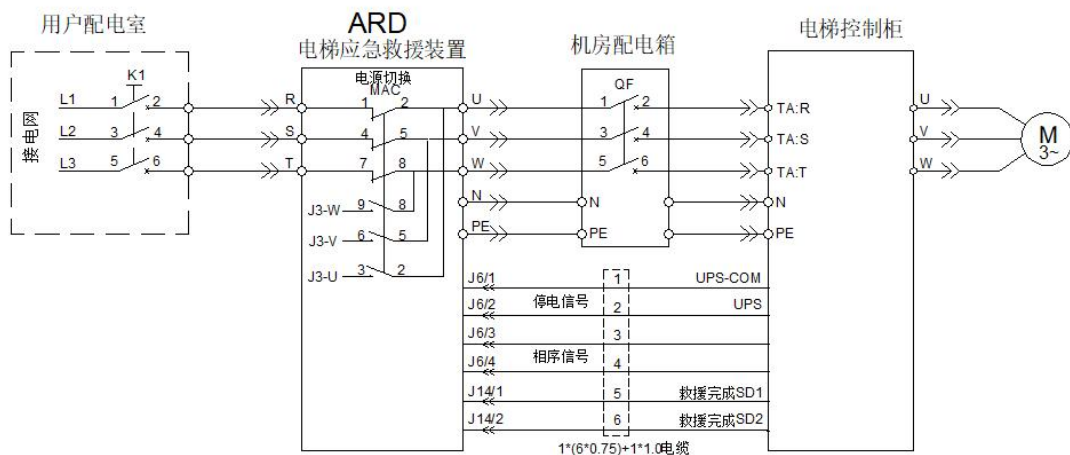 用户配电室
ARD
电梯应急救援装置
机房配电箱
电梯控制柜
接电网
K1
L1 1 2
L2 3 4
L3 5 6
电源切换
MAC
R 1 2 U
S 4 5 V
T 7 8 W
N
PE
J3-W 9 8
J3-V 6 5
J3-U 3 2
QF
1 2
3 4
5 6
N
PE
TA:R
TA:S
TA:T
N
PE
U
V
W
M
3~
J6/1 1 UPS-COM
J6/2 停电信号 2 UPS
J6/3 3
J6/4 相序信号 4
J14/1 5 救援完成SD1
J14/2 6 救援完成SD2
1*(6*0.75)+1*1.0电缆